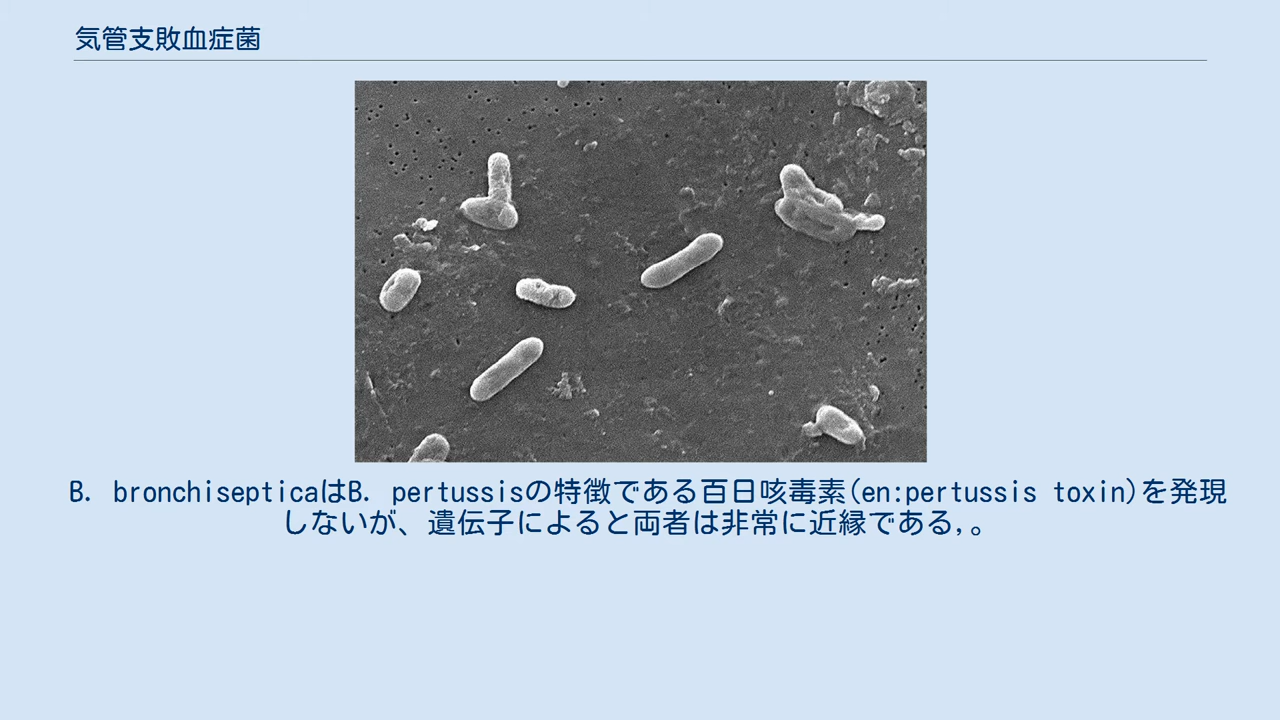 気管支敗血症菌
B. bronchisepticaはB. pertussisの特徴である百日咳毒素(en:pertussis toxin)を発現
しないが、遺伝子によると両者は非常に近縁である,。